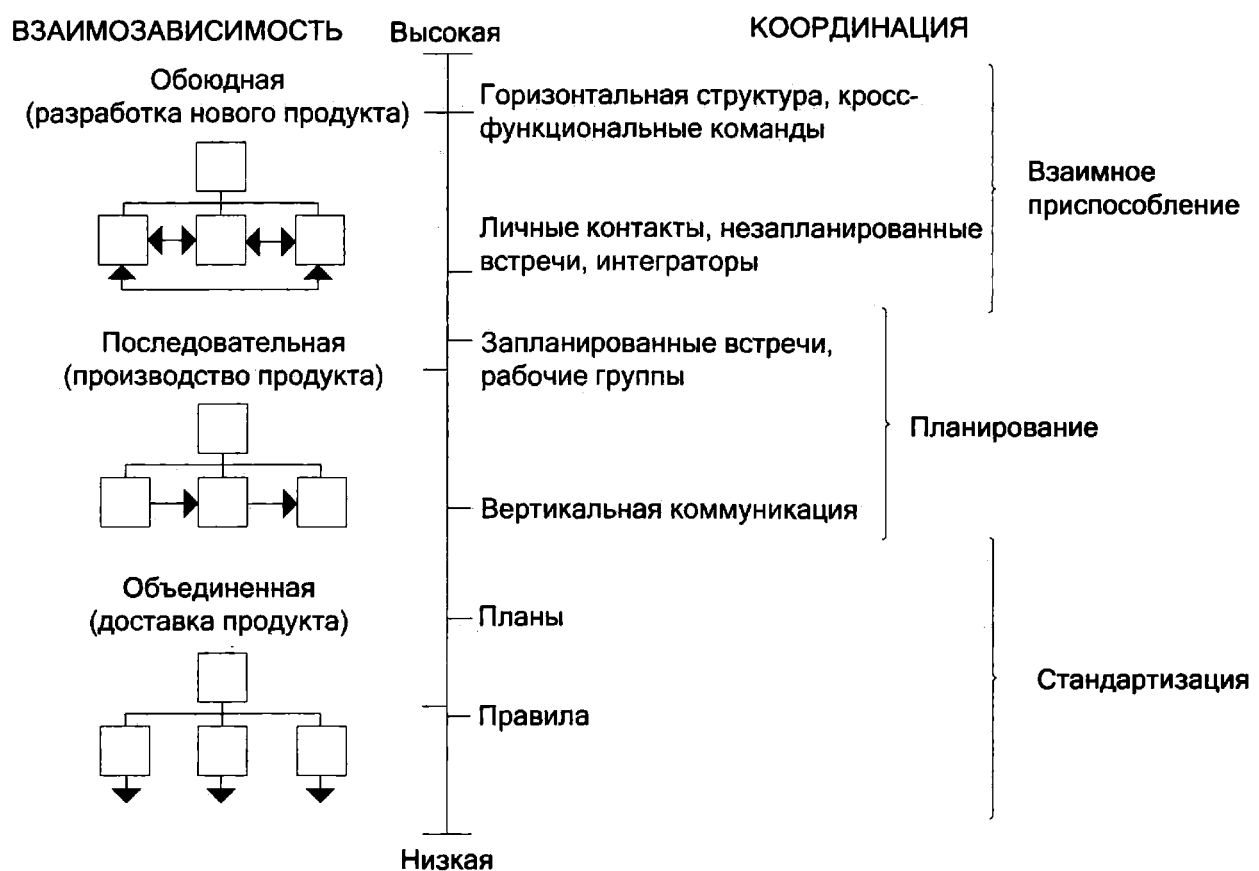 ВЗАИМОЗАВИСИМОСТЬ
Высокая
КООРДИНАЦИЯ
Обоюдная
(разработка нового продукта)
Горизонтальная структура, кросс-
функциональные команды
Взаимное
приспособление
Личные контакты, незапланированные
встречи, интеграторы
Последовательная
(производство продукта)
Запланированные встречи,
рабочие группы
Планирование
Вертикальная коммуникация
Объединенная
(доставка продукта)
Планы
Стандартизация
Правила
Низкая